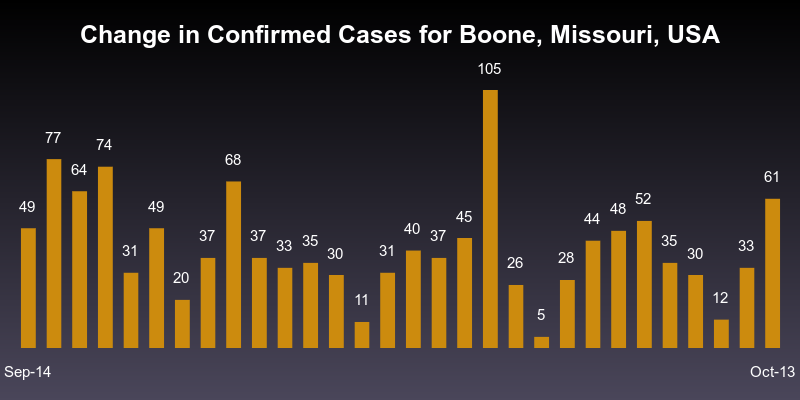 Change in Confirmed Cases for Boone, Missouri, USA
49 77 64 74 31 49 20 37 68 37 33 35 30 11 31 40 37 45 105 26 5 28 44 48 52 35 30 12 33 61
Sep-14 Oct-13